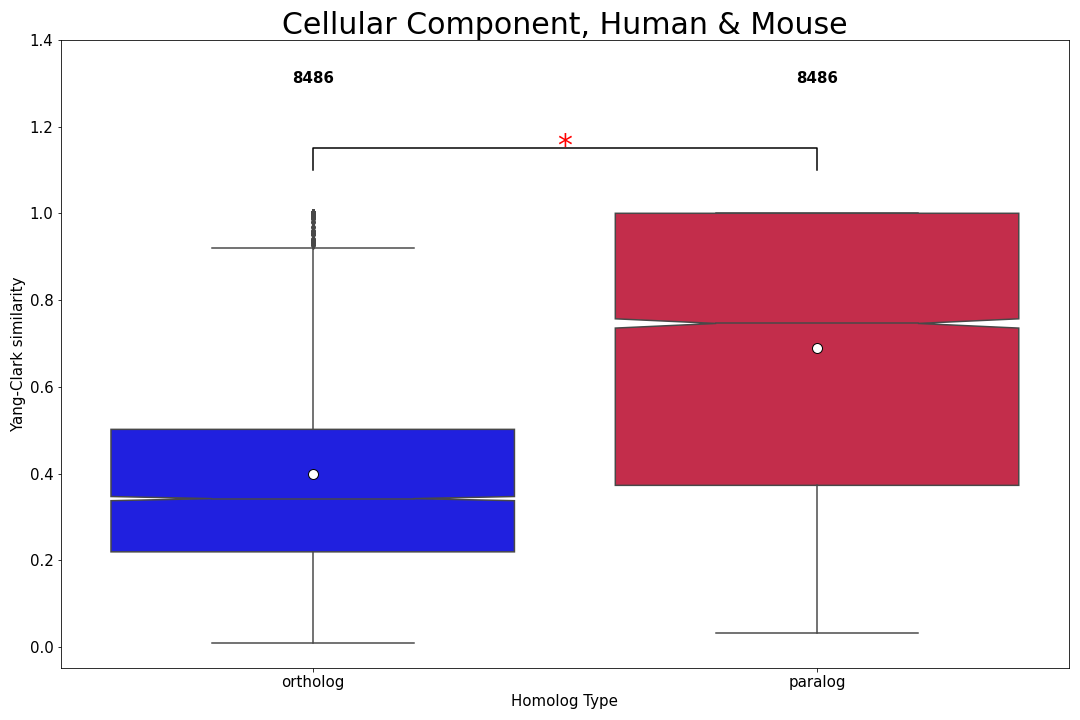 Cellular Component, Human & Mouse
1.4
8486 8486
1.2
*
1.0
0.8
0.6
0.4
0.2
0.0
Yang-Clark similarity
ortholog paralog
Homolog Type